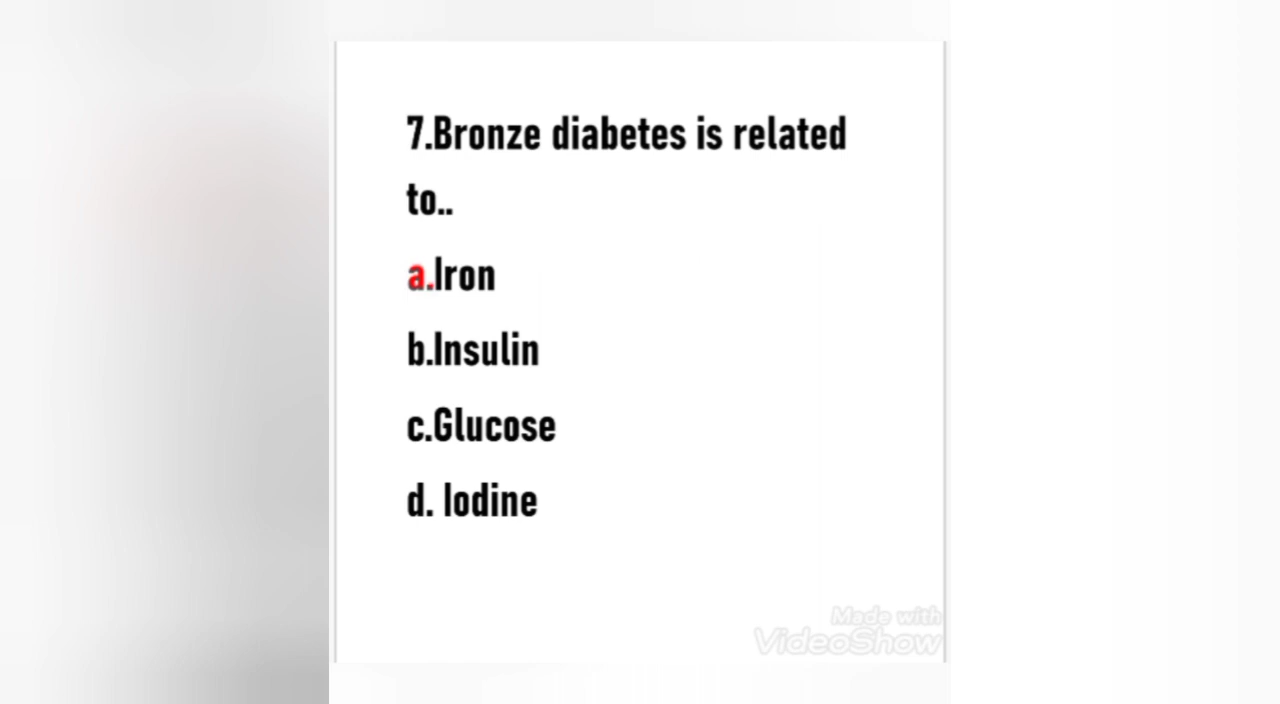 7.Bronze diabetes is related
to..
a.Iron
b.Insulin
c.Glucose
d. Iodine
Made with
VideoShow